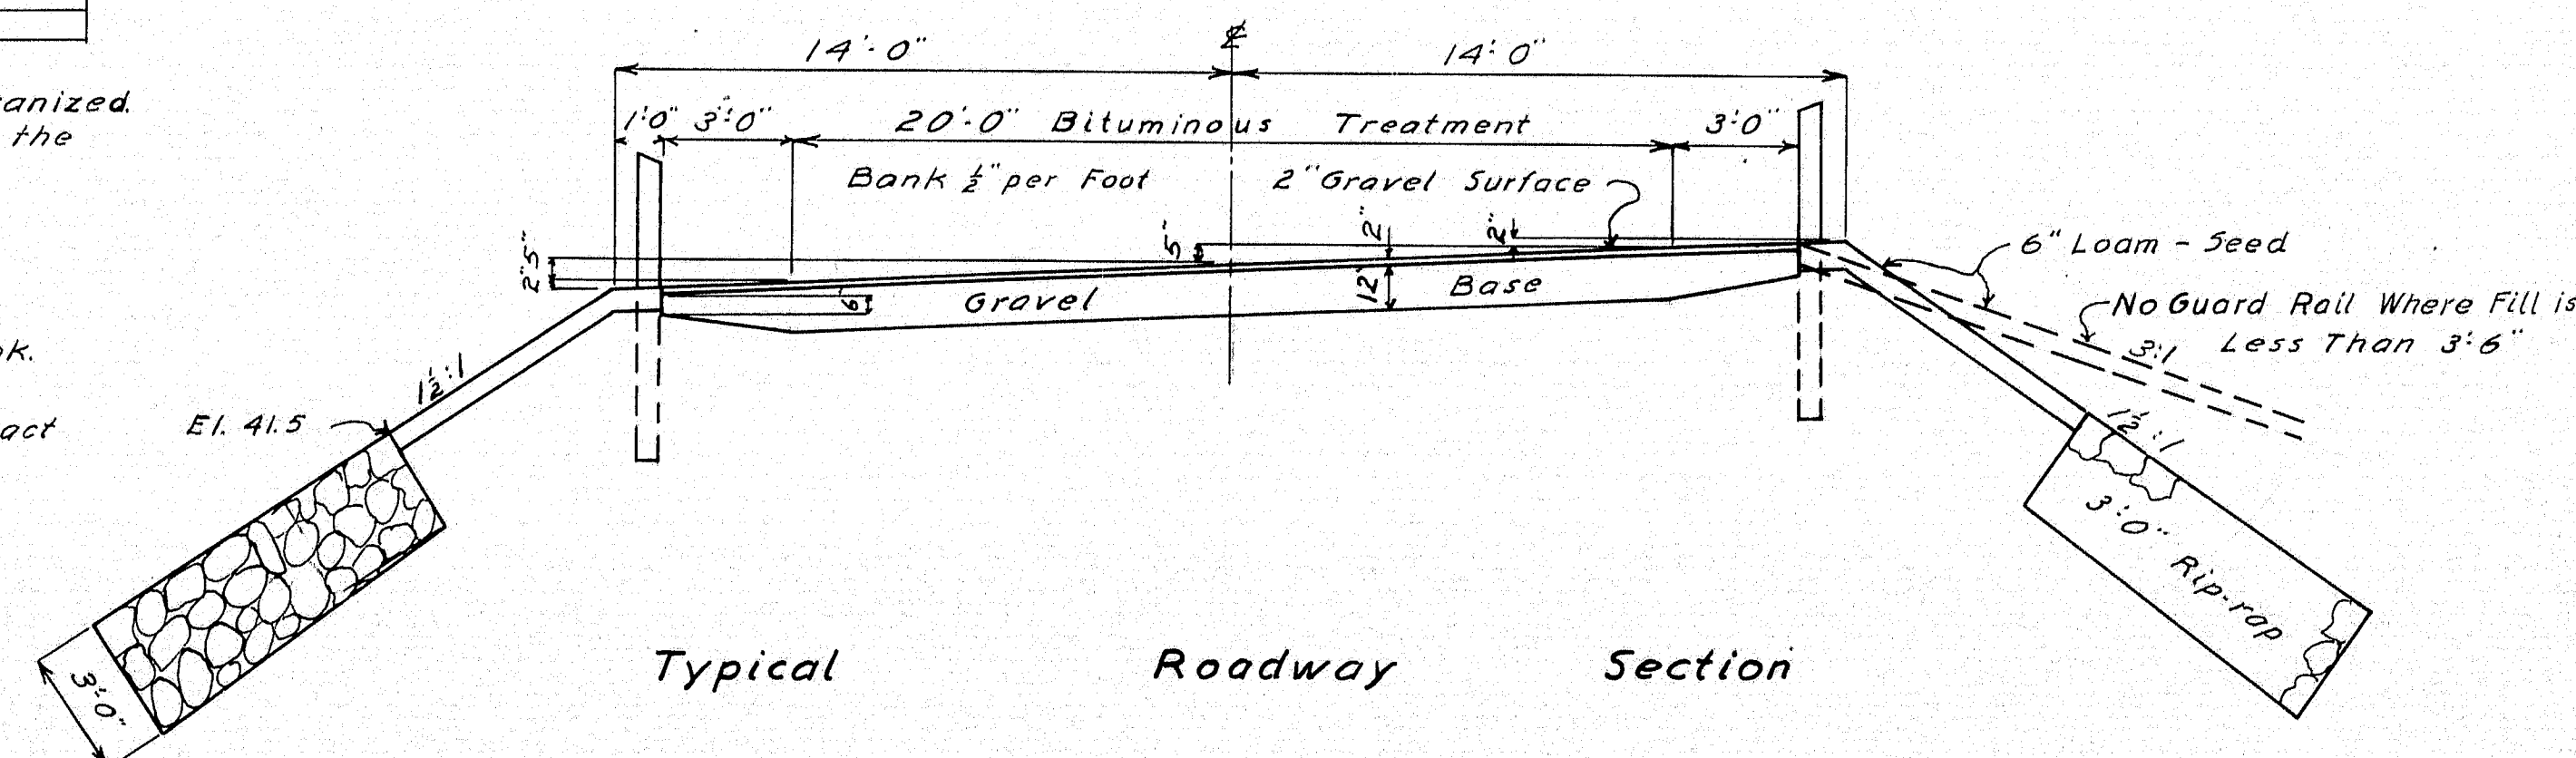 14'-0" ℄ 14'-0"
anized.
the
1'-0" 3'-0" 20'-0" Bituminous Treatment 3'-0"
Bank ½" per Foot 2" Gravel Surface
2" 5" 5" 2" 2"
6" Loam - Seed
6" Gravel 12" Base
No Guard Rail Where Fill is
Less Than 3'-6"
3:1
ok.
1½:1
act
El. 41.5
1½:1
3'-0" Rip-rap
3'-0"
Typical Roadway Section